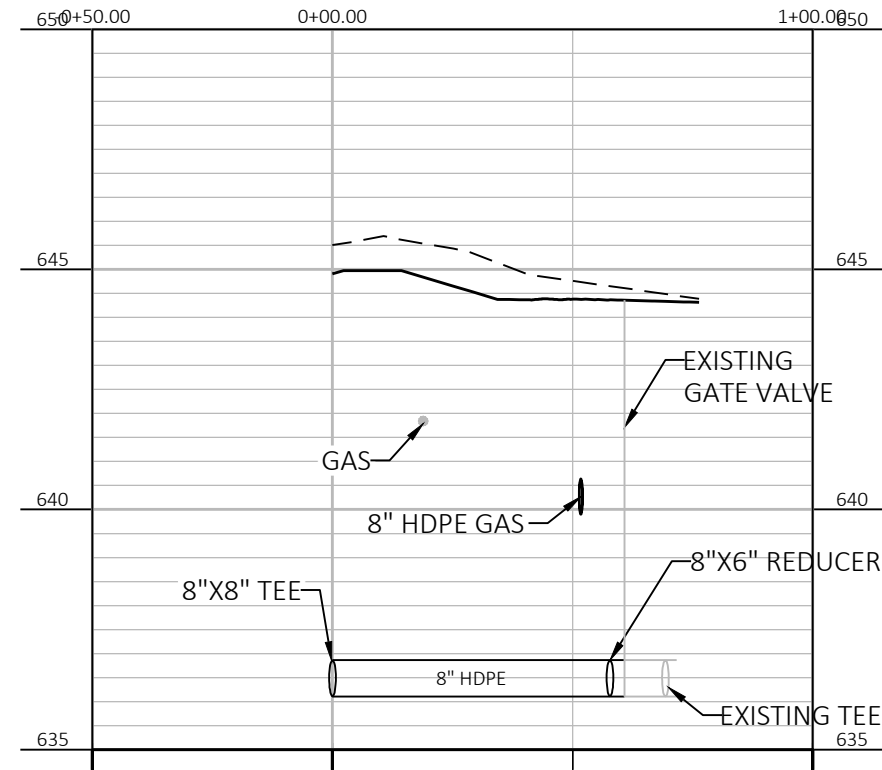 650
-0+50.00
0+00.00
1+00.00
650
645
645
EXISTING
GATE VALVE
GAS
640
640
8" HDPE GAS
8"X6" REDUCER
8"X8" TEE
8" HDPE
EXISTING TEE
635
635